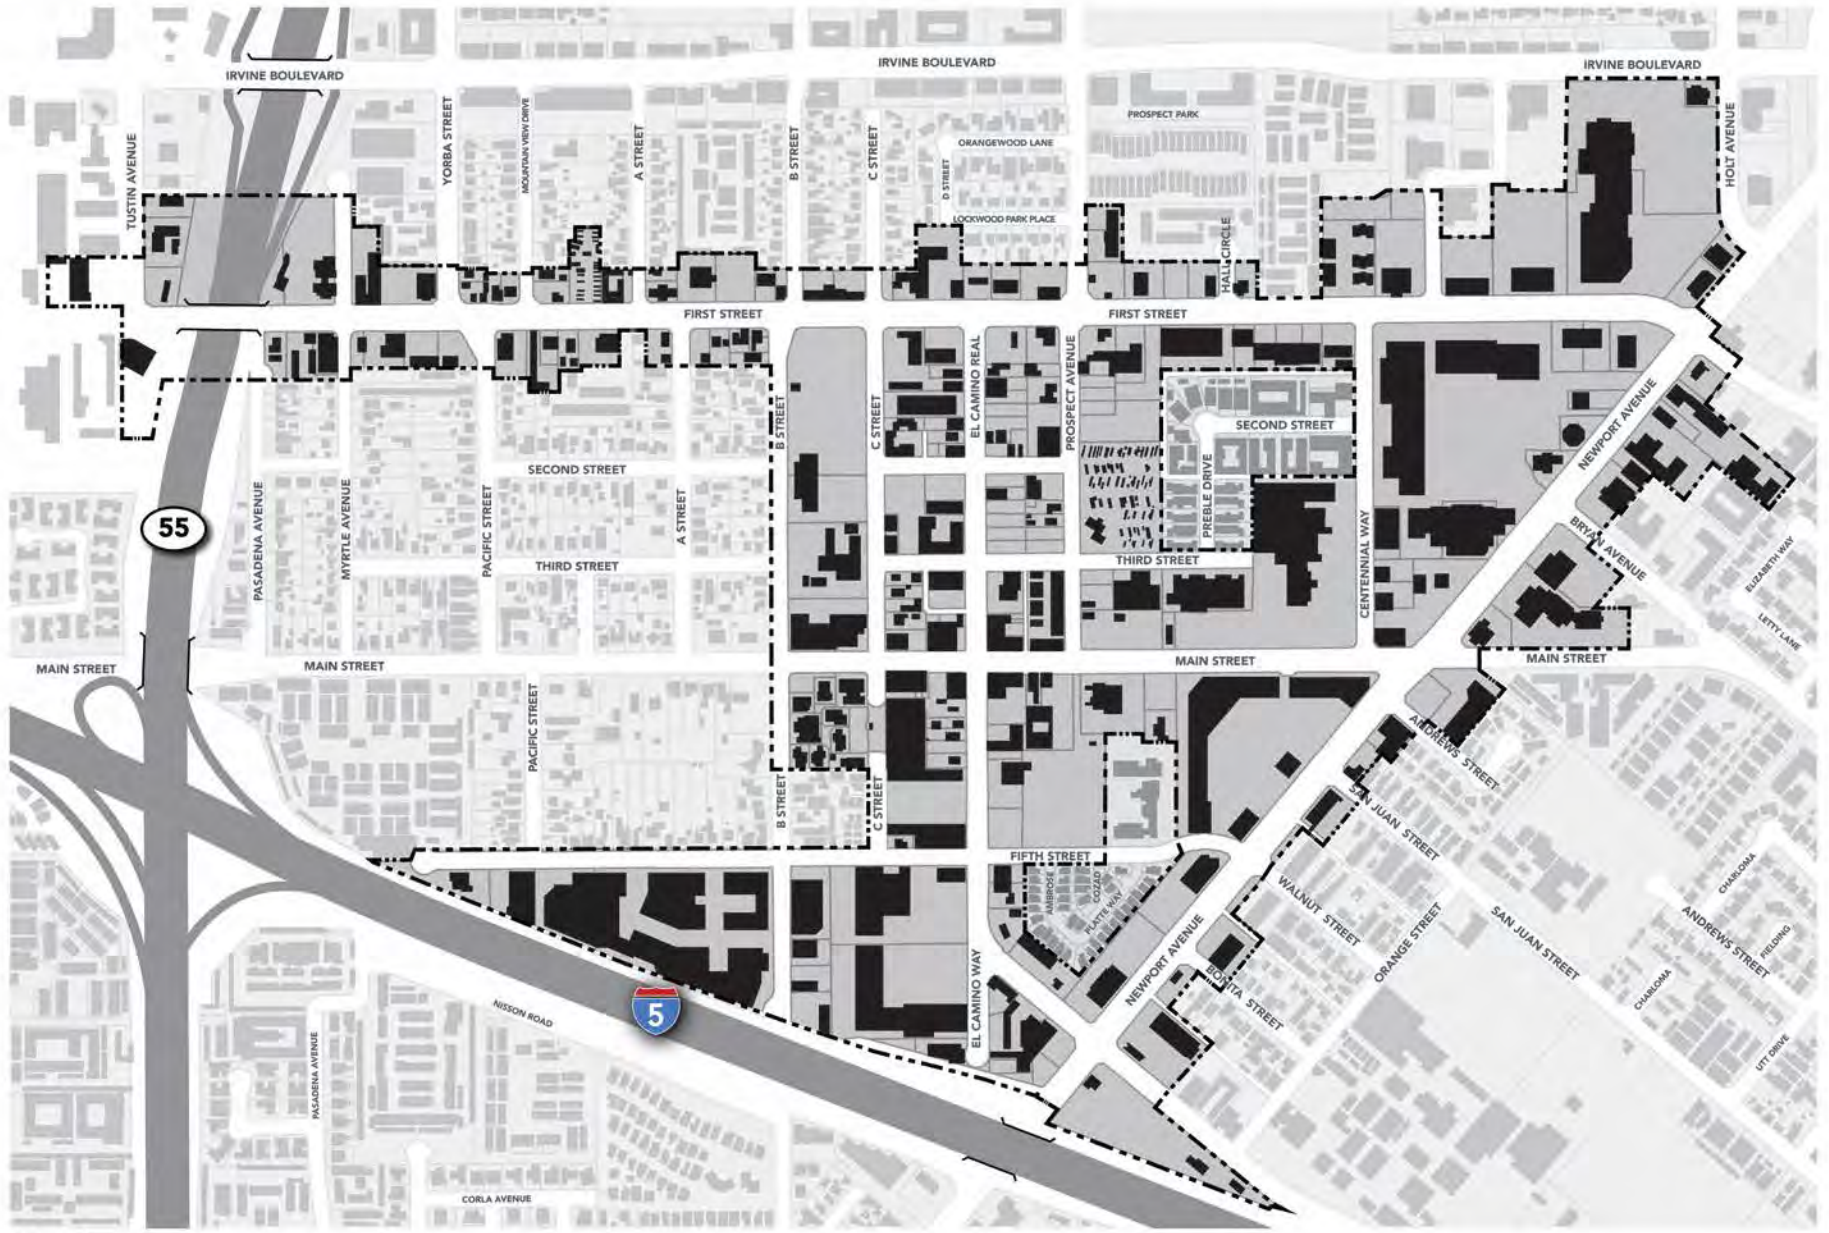 IRVINE BOULEVARD
IRVINE BOULEVARD
IRVINE BOULEVARD
TUSTIN AVENUE
YORBA STREET
MOUNTAIN VIEW DRIVE
A STREET
B STREET
C STREET
D STREET
ORANGEWOOD LANE
LOCKWOOD PARK PLACE
PROSPECT PARK
HALL CIRCLE
HOLT AVENUE
FIRST STREET
FIRST STREET
B STREET
C STREET
EL CAMINO REAL
PROSPECT AVENUE
SECOND STREET
PREBLE DRIVE
NEWPORT AVENUE
SECOND STREET
55
PASADENA AVENUE
MYRTLE AVENUE
PACIFIC STREET
A STREET
THIRD STREET
THIRD STREET
CENTENNIAL WAY
BRYAN AVENUE
ELIZABETH WAY
LETTY LANE
MAIN STREET
MAIN STREET
MAIN STREET
MAIN STREET
PACIFIC STREET
B STREET
C STREET
ANDREWS STREET
SAN JUAN STREET
FIFTH STREET
AMBROSE
COZAD
PLATTE WAY
WALNUT STREET
ORANGE STREET
SAN JUAN STREET
CHARLOMA
ANDREWS STREET
FIELDING
CHARLOMA
NEWPORT AVENUE
BONITA STREET
EL CAMINO WAY
5
NISSON ROAD
PASADENA AVENUE
UTT DRIVE
CORLA AVENUE